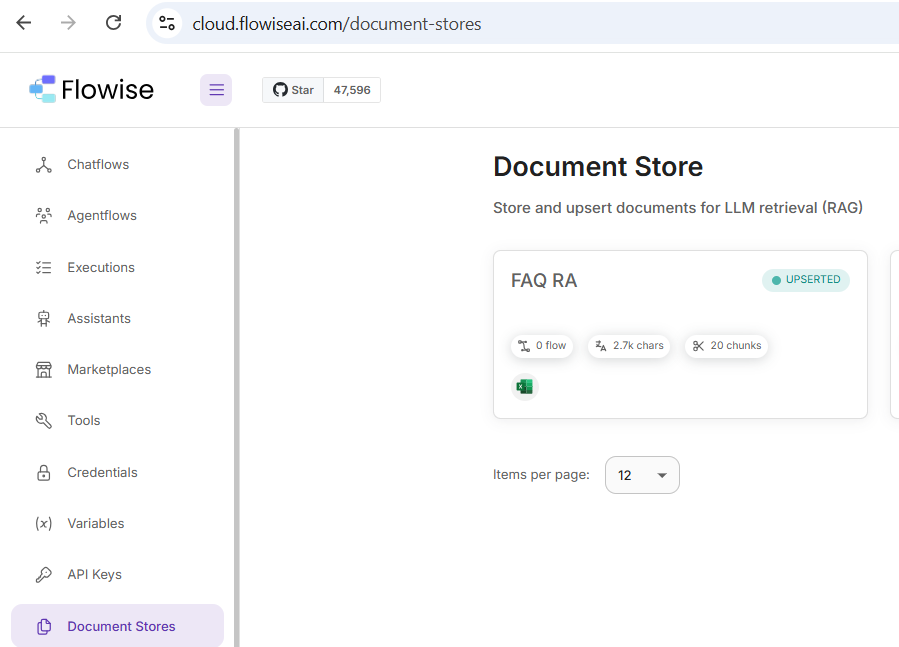 cloud.flowiseai.com/document-stores
Flowise
Star 47,596
Chatflows
Agentflows
Executions
Assistants
Marketplaces
Tools
Credentials
(x) Variables
API Keys
Document Stores
Document Store
Store and upsert documents for LLM retrieval (RAG)
FAQ RA UPSERTED
0 flow 2.7k chars 20 chunks
Items per page: 12